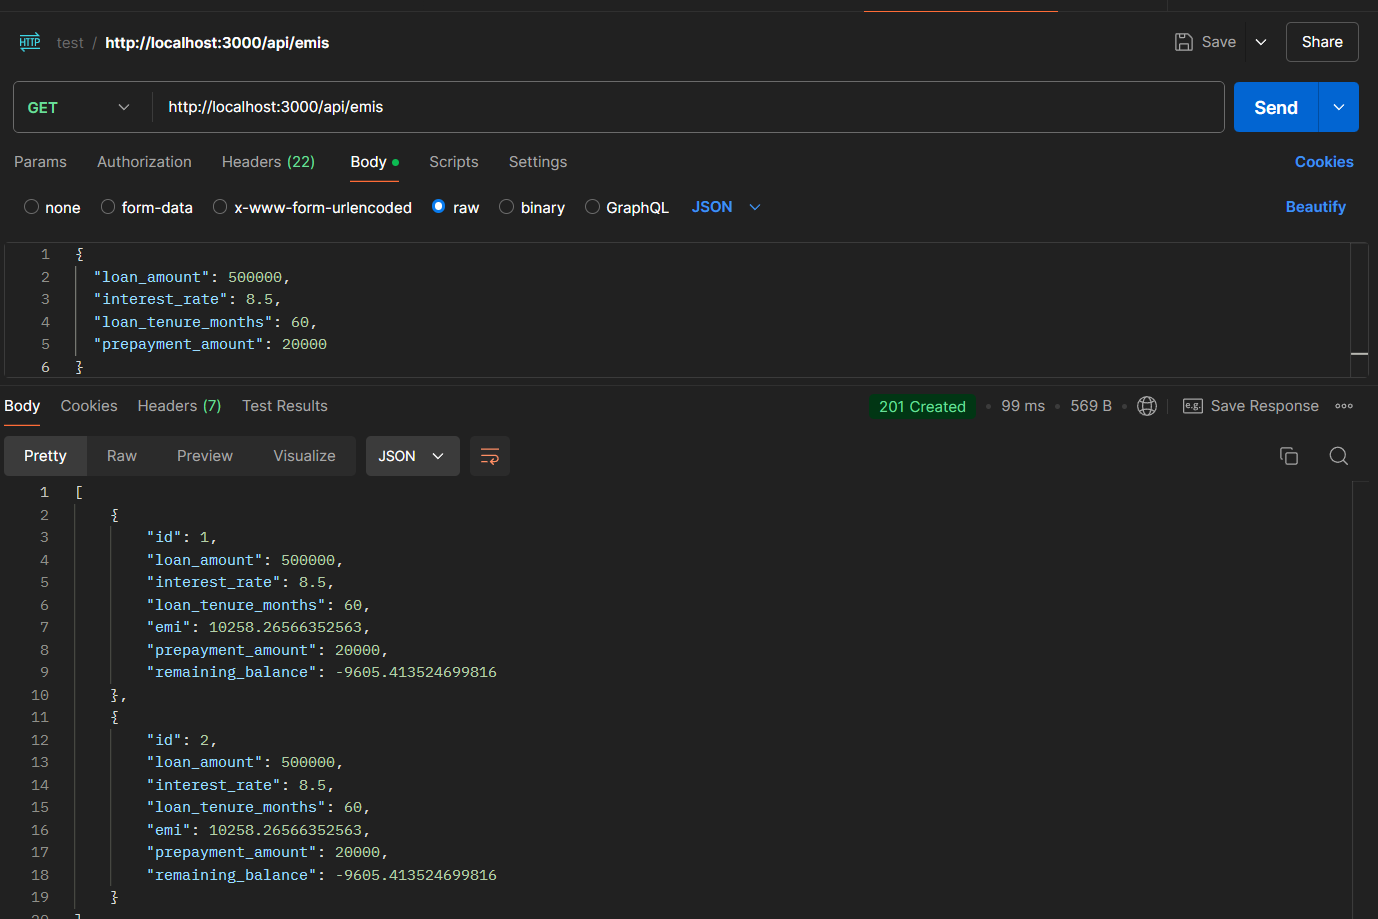 HTTP test / http://localhost:3000/api/emis Save Share
GET http://localhost:3000/api/emis Send
Params Authorization Headers (22) Body Scripts Settings Cookies
none form-data x-www-form-urlencoded raw binary GraphQL JSON Beautify
1 {
2 "loan_amount": 500000,
3 "interest_rate": 8.5,
4 "loan_tenure_months": 60,
5 "prepayment_amount": 20000
6 }
Body Cookies Headers (7) Test Results 201 Created 99 ms 569 B e.g. Save Response
Pretty Raw Preview Visualize JSON
1 [
2 {
3 "id": 1,
4 "loan_amount": 500000,
5 "interest_rate": 8.5,
6 "loan_tenure_months": 60,
7 "emi": 10258.26566352563,
8 "prepayment_amount": 20000,
9 "remaining_balance": -9605.413524699816
10 },
11 {
12 "id": 2,
13 "loan_amount": 500000,
14 "interest_rate": 8.5,
15 "loan_tenure_months": 60,
16 "emi": 10258.26566352563,
17 "prepayment_amount": 20000,
18 "remaining_balance": -9605.413524699816
19 }
20 ]